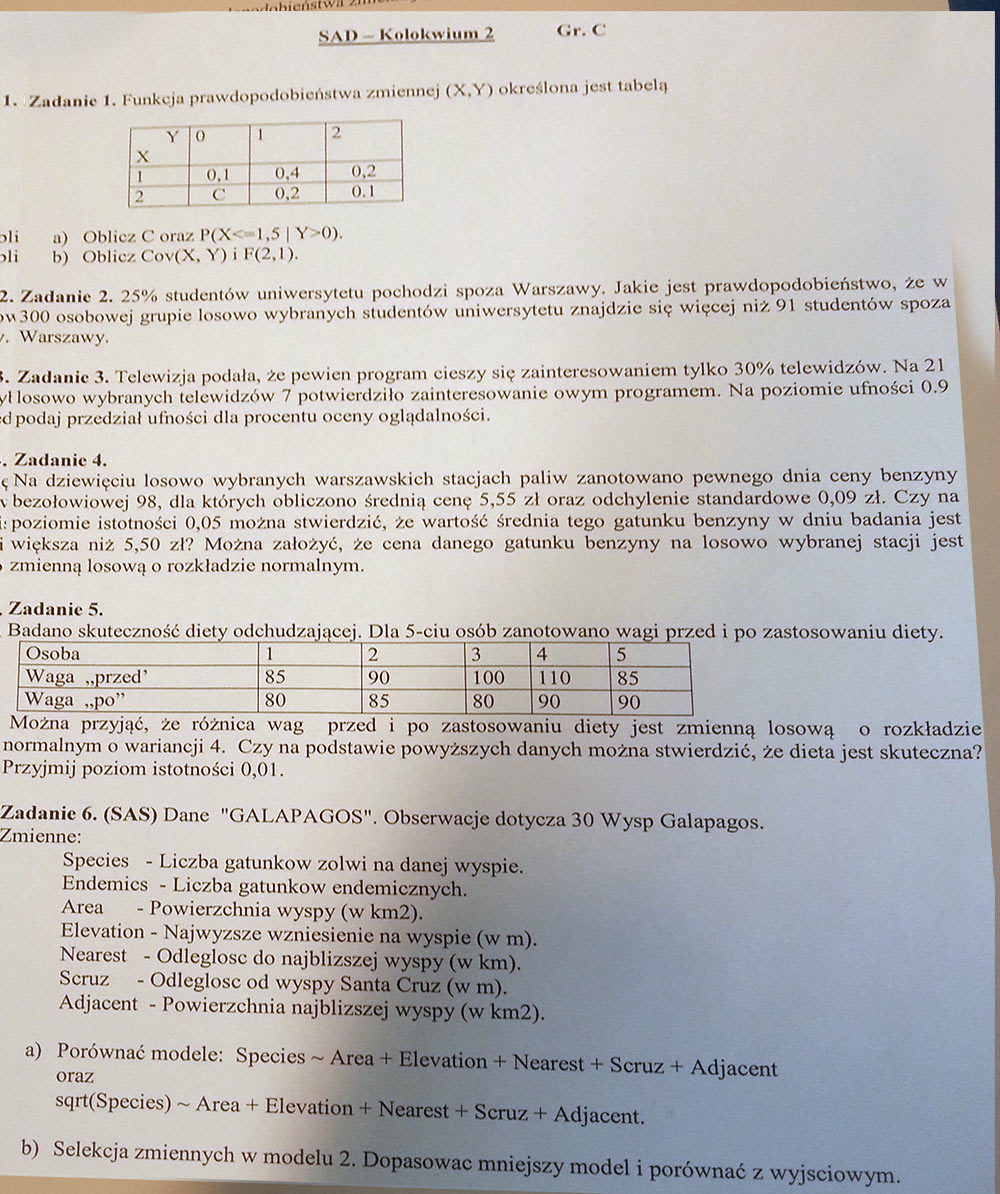 SAD – Kolokwium 2 Gr. C
1. Zadanie 1. Funkcja prawdopodobieństwa zmiennej (X,Y) określona jest tabelą
Y 0 1 2
X
1 0,1 0,4 0,2
2 C 0,2 0.1
a) Oblicz C oraz P(X<=1,5 | Y>0).
b) Oblicz Cov(X, Y) i F(2,1).
2. Zadanie 2. 25% studentów uniwersytetu pochodzi spoza Warszawy. Jakie jest prawdopodobieństwo, że w
300 osobowej grupie losowo wybranych studentów uniwersytetu znajdzie się więcej niż 91 studentów spoza
Warszawy.
Zadanie 3. Telewizja podała, że pewien program cieszy się zainteresowaniem tylko 30% telewidzów. Na 21
losowo wybranych telewidzów 7 potwierdziło zainteresowanie owym programem. Na poziomie ufności 0.9
podaj przedział ufności dla procentu oceny oglądalności.
. Zadanie 4.
Na dziewięciu losowo wybranych warszawskich stacjach paliw zanotowano pewnego dnia ceny benzyny
bezołowiowej 98, dla których obliczono średnią cenę 5,55 zł oraz odchylenie standardowe 0,09 zł. Czy na
poziomie istotności 0,05 można stwierdzić, że wartość średnia tego gatunku benzyny w dniu badania jest
większa niż 5,50 zł? Można założyć, że cena danego gatunku benzyny na losowo wybranej stacji jest
zmienną losową o rozkładzie normalnym.
. Zadanie 5.
Badano skuteczność diety odchudzającej. Dla 5-ciu osób zanotowano wagi przed i po zastosowaniu diety.
Osoba 1 2 3 4 5
Waga „przed’ 85 90 100 110 85
Waga „po” 80 85 80 90 90
Można przyjąć, że różnica wag przed i po zastosowaniu diety jest zmienną losową o rozkładzie
normalnym o wariancji 4. Czy na podstawie powyższych danych można stwierdzić, że dieta jest skuteczna?
Przyjmij poziom istotności 0,01.
Zadanie 6. (SAS) Dane "GALAPAGOS". Obserwacje dotycza 30 Wysp Galapagos.
Zmienne:
Species - Liczba gatunkow zolwi na danej wyspie.
Endemics - Liczba gatunkow endemicznych.
Area - Powierzchnia wyspy (w km2).
Elevation - Najwyzsze wzniesienie na wyspie (w m).
Nearest - Odleglosc do najblizszej wyspy (w km).
Scruz - Odleglosc od wyspy Santa Cruz (w m).
Adjacent - Powierzchnia najblizszej wyspy (w km2).
a) Porównać modele: Species ~ Area + Elevation + Nearest + Scruz + Adjacent
oraz
sqrt(Species) ~ Area + Elevation + Nearest + Scruz + Adjacent.
b) Selekcja zmiennych w modelu 2. Dopasowac mniejszy model i porównać z wyjsciowym.